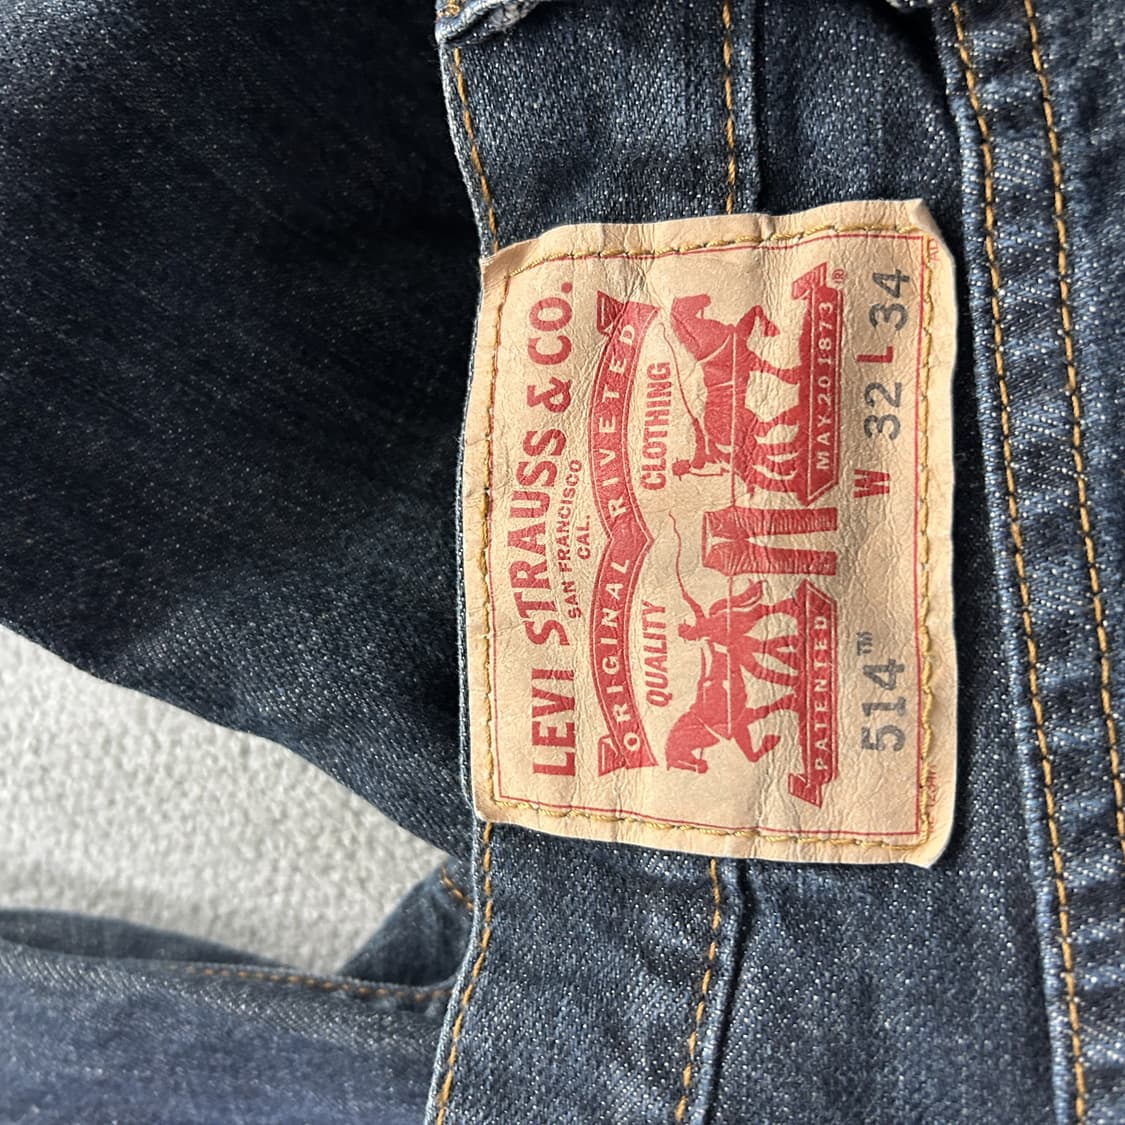 LEVI STRAUSS & CO.
SAN FRANCISCO
CAL.
ORIGINAL RIVETED
QUALITY CLOTHING
PATENTED MAY 20 1873 ®
514™ W 32 L 34